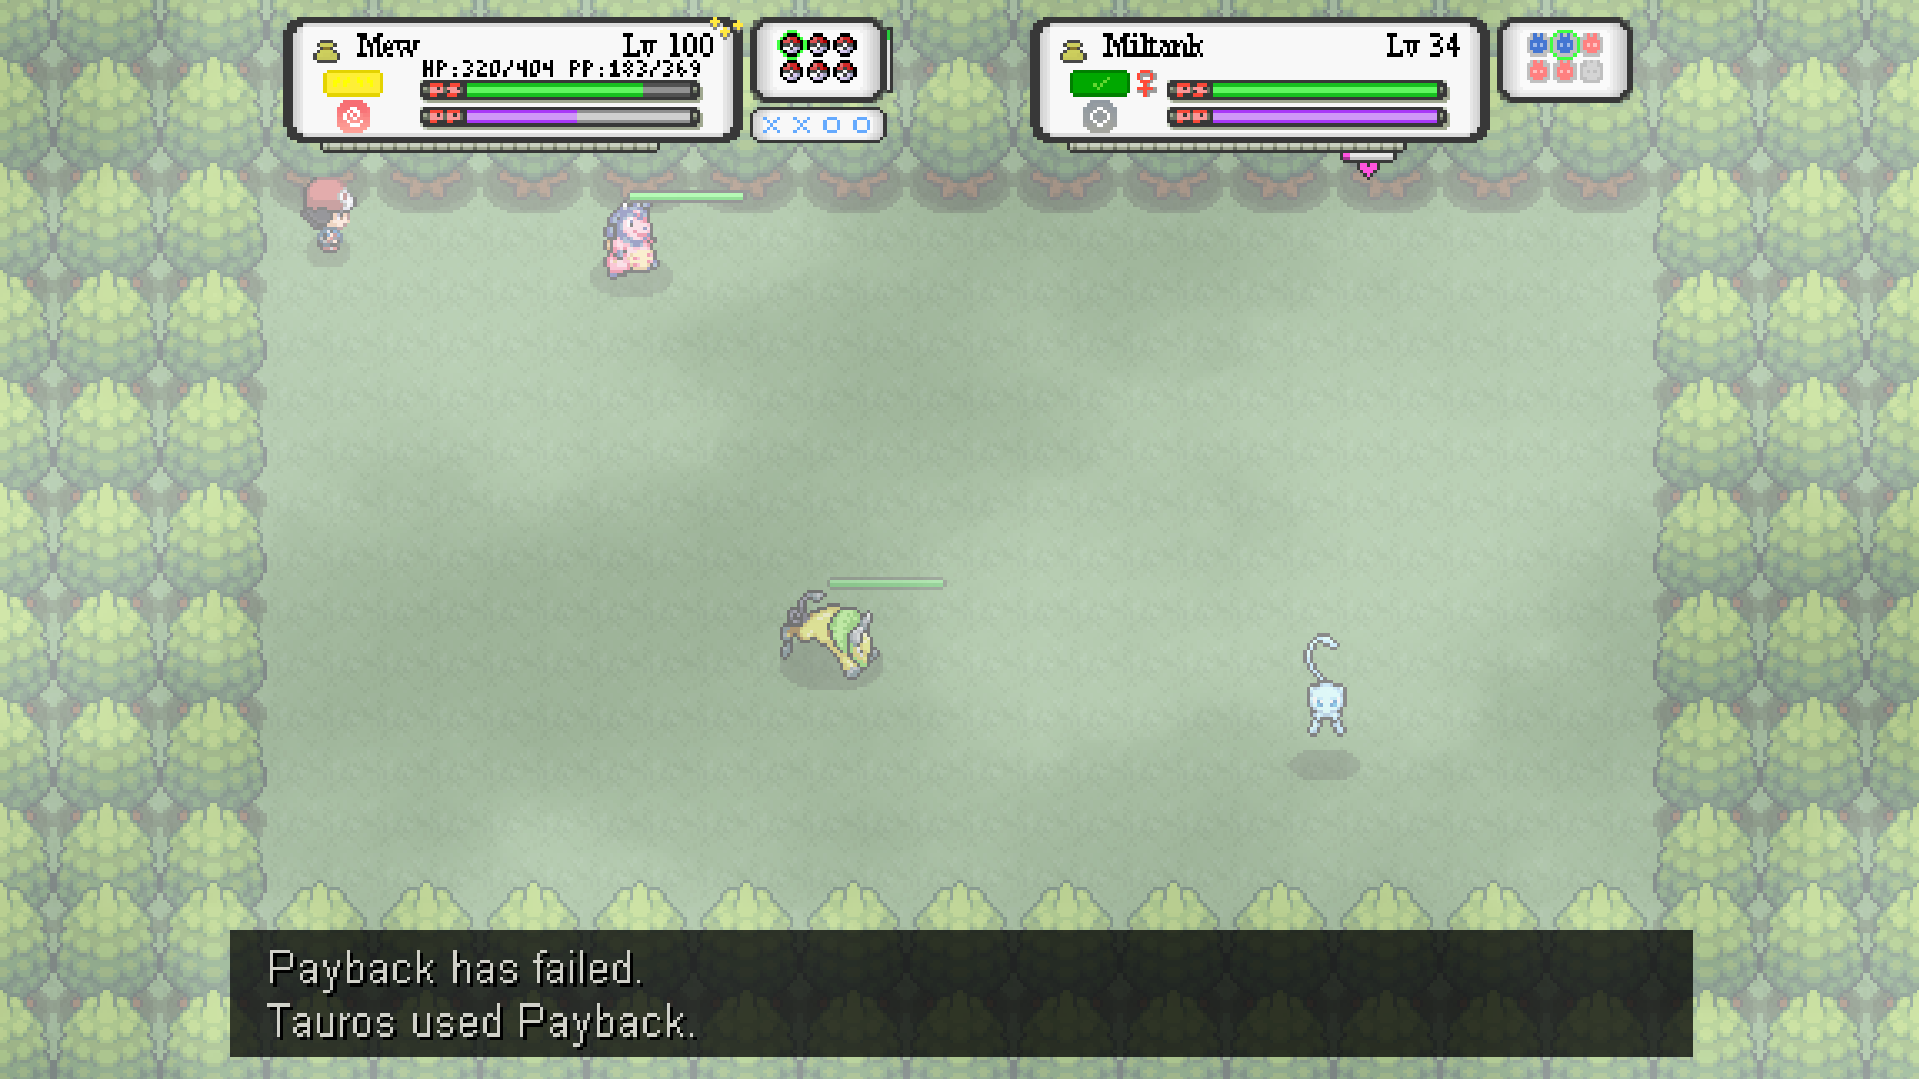 Mew Lv 100
HP:320/404 PP:183/369
PS
PP
XXOO
Miltank Lv 34
PS
PP
Payback has failed.
Tauros used Payback.